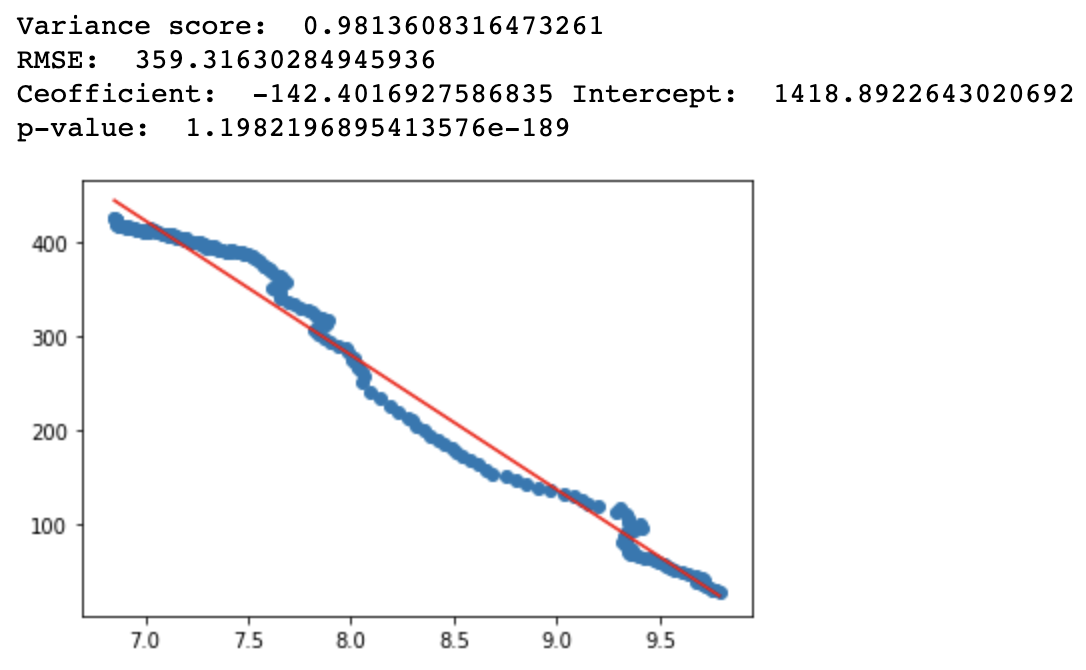 Variance score:  0.9813608316473261
RMSE:  359.31630284945936
Ceofficient:  -142.4016927586835 Intercept:  1418.8922643020692
p-value:  1.1982196895413576e-189
400
300
200
100
7.0 7.5 8.0 8.5 9.0 9.5